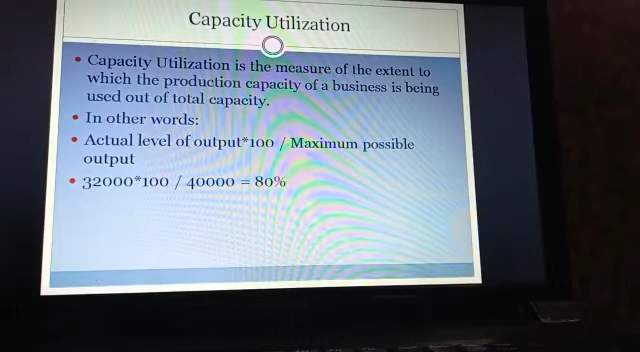 Capacity Utilization
• Capacity Utilization is the measure of the extent to
which the production capacity of a business is being
used out of total capacity.
• In other words:
• Actual level of output*100 / Maximum possible
output
• 32000*100 / 40000 = 80%